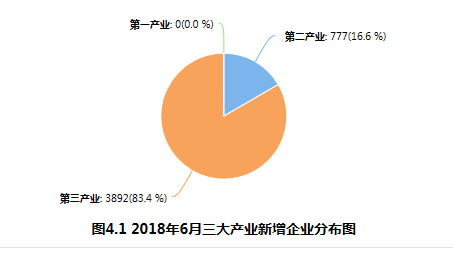 第一产业: 0(0.0 %)
第二产业: 777(16.6 %)
第三产业: 3892(83.4 %)
图4.1 2018年6月三大产业新增企业分布图